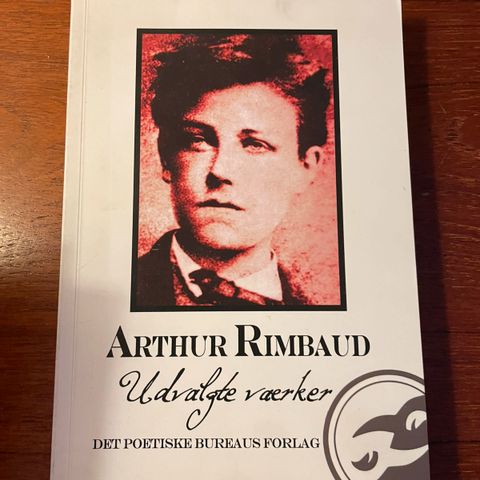 ARTHUR RIMBAUD
Udvalgte værker
DET POETISKE BUREAUS FORLAG